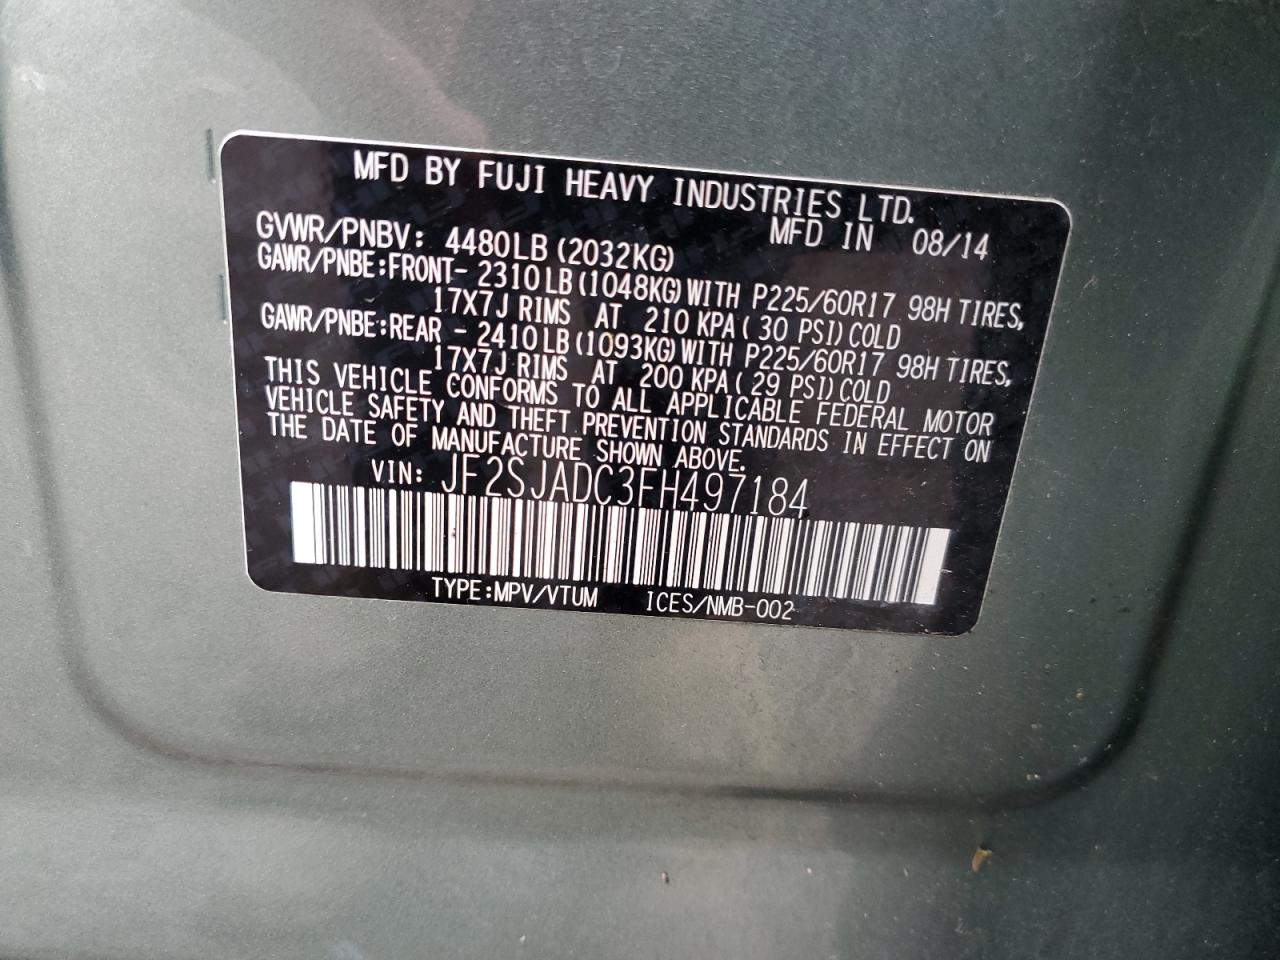 MFD BY FUJI HEAVY INDUSTRIES LTD.
MFD IN 08/14
GVWR/PNBV: 4480LB (2032KG)
GAWR/PNBE:FRONT- 2310LB(1048KG)WITH P225/60R17 98H TIRES,
17X7J RIMS AT 210 KPA( 30 PSI)COLD
GAWR/PNBE:REAR - 2410LB(1093KG)WITH P225/60R17 98H TIRES,
17X7J RIMS AT 200 KPA( 29 PSI)COLD
THIS VEHICLE CONFORMS TO ALL APPLICABLE FEDERAL MOTOR
VEHICLE SAFETY AND THEFT PREVENTION STANDARDS IN EFFECT ON
THE DATE OF MANUFACTURE SHOWN ABOVE.
VIN: JF2SJADC3FH497184
TYPE:MPV/VTUM ICES/NMB-002